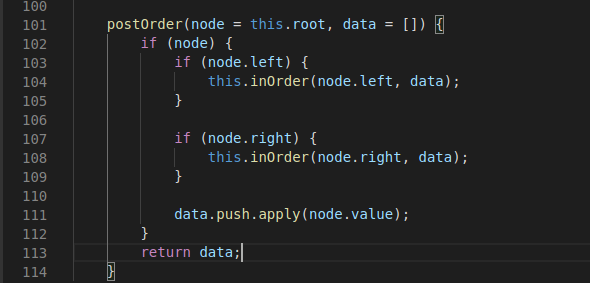 100
101 postOrder(node = this.root, data = []) {
102 if (node) {
103 if (node.left) {
104 this.inOrder(node.left, data);
105 }
106
107 if (node.right) {
108 this.inOrder(node.right, data);
109 }
110
111 data.push.apply(node.value);
112 }
113 return data;
114 }